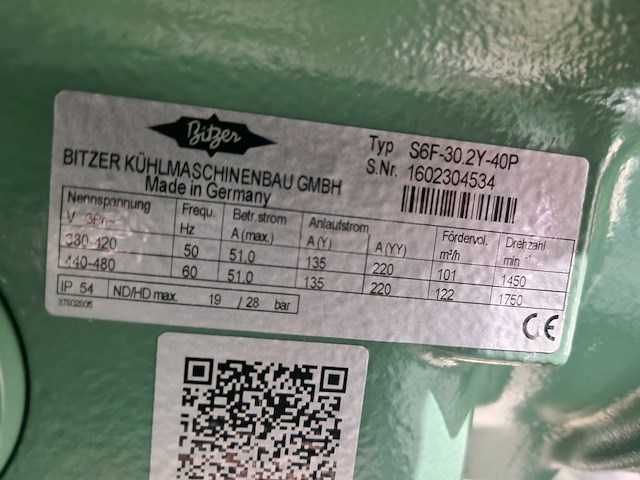 Bitzer
BITZER KÜHLMASCHINENBAU GMBH
Made in Germany
Typ S6F-30.2Y-40P
S.Nr. 1602304534
Nennspannung Frequ. Betr.strom Anlaufstrom Fördervol. Drehzahl
V 3Ph~ Hz A (max.) A (Y) A (YY) m³/h min⁻¹
380-420 50 51,0 135 220 101 1450
440-480 60 51,0 135 220 122 1750
IP 54 ND/HD max. 19 / 28 bar
CE